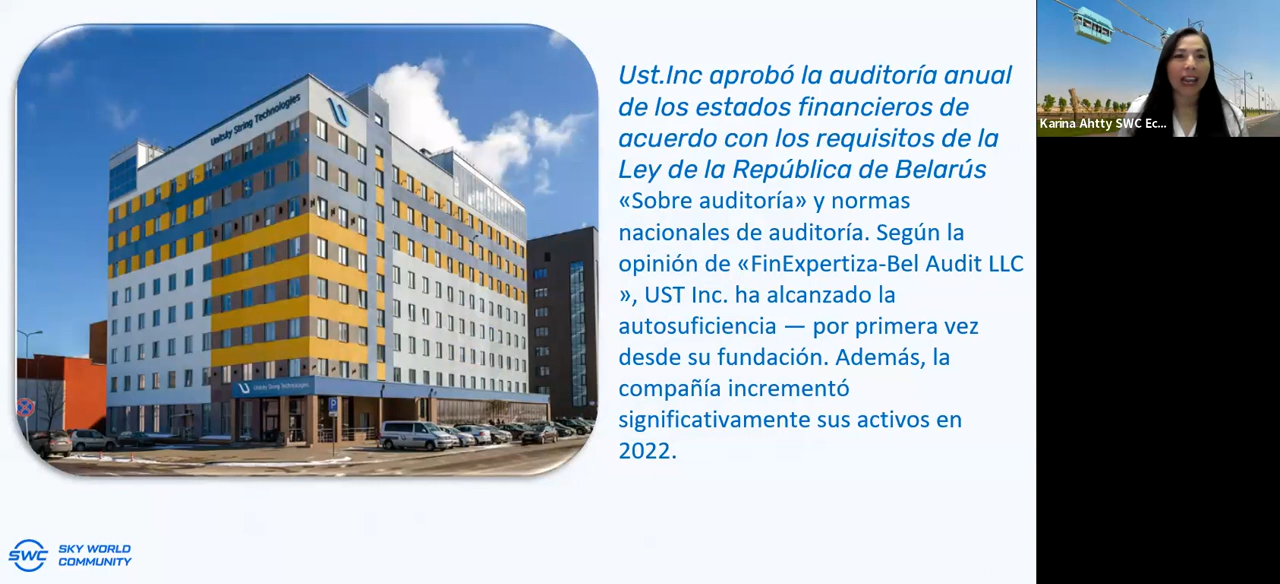 Unitsky String Technologies
Unitsky String Technologies
Ust.Inc aprobó la auditoría anual
de los estados financieros de
acuerdo con los requisitos de la
Ley de la República de Belarús
«Sobre auditoría» y normas
nacionales de auditoría. Según la
opinión de «FinExpertiza-Bel Audit LLC
», UST Inc. ha alcanzado la
autosuficiencia — por primera vez
desde su fundación. Además, la
compañía incrementó
significativamente sus activos en
2022.
Karina Ahtty SWC Ec...
SWC SKY WORLD
COMMUNITY